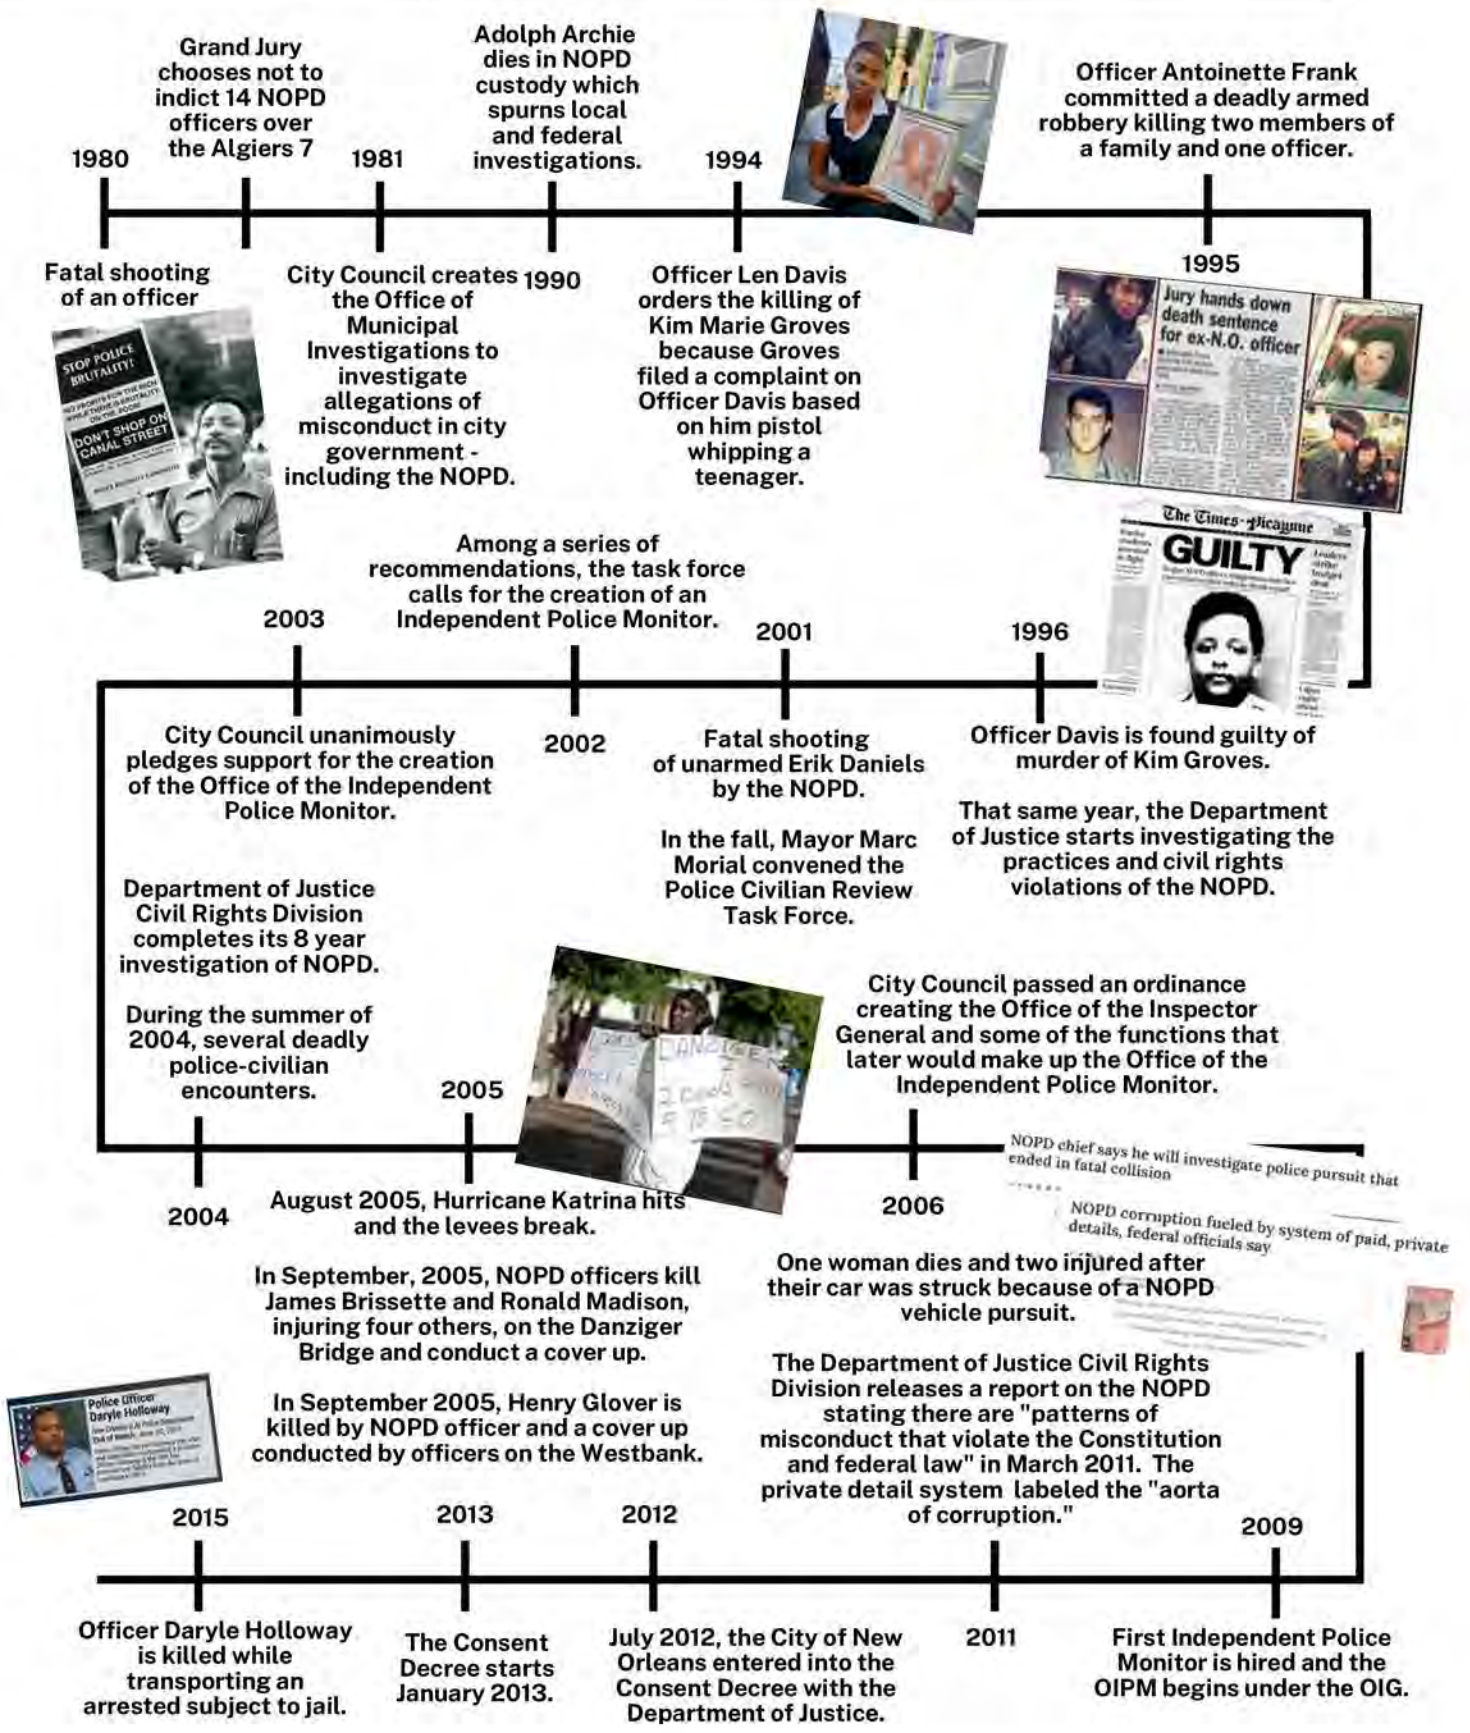 1980
Grand Jury
chooses not to
indict 14 NOPD
officers over
the Algiers 7
1981
Adolph Archie
dies in NOPD
custody which
spurns local
and federal
investigations.
1994
Officer Antoinette Frank
committed a deadly armed
robbery killing two members of
a family and one officer.
Fatal shooting
of an officer
STOP POLICE
BRUTALITY!
NO PROFITS FOR THE RICH
WHILE THERE IS BRUTALITY
ON THE POOR!
DON'T SHOP ON
CANAL STREET
City Council creates
the Office of
Municipal
Investigations to
investigate
allegations of
misconduct in city
government -
including the NOPD.
1990
Officer Len Davis
orders the killing of
Kim Marie Groves
because Groves
filed a complaint on
Officer Davis based
on him pistol
whipping a
teenager.
1995
Jury hands down
death sentence
for ex-N.O. officer
The Times-Picayune
GUILTY
2003
Among a series of
recommendations, the task force
calls for the creation of an
Independent Police Monitor.
2001
1996
City Council unanimously
pledges support for the creation
of the Office of the Independent
Police Monitor.
2002
Fatal shooting
of unarmed Erik Daniels
by the NOPD.
In the fall, Mayor Marc
Morial convened the
Police Civilian Review
Task Force.
Officer Davis is found guilty of
murder of Kim Groves.
That same year, the Department
of Justice starts investigating the
practices and civil rights
violations of the NOPD.
Department of Justice
Civil Rights Division
completes its 8 year
investigation of NOPD.
During the summer of
2004, several deadly
police-civilian
encounters.
2005
DANZIGER
City Council passed an ordinance
creating the Office of the Inspector
General and some of the functions that
later would make up the Office of the
Independent Police Monitor.
2004
August 2005, Hurricane Katrina hits
and the levees break.
In September, 2005, NOPD officers kill
James Brissette and Ronald Madison,
injuring four others, on the Danziger
Bridge and conduct a cover up.
In September 2005, Henry Glover is
killed by NOPD officer and a cover up
conducted by officers on the Westbank.
2006
NOPD chief says he will investigate police pursuit that
ended in fatal collision
NOPD corruption fueled by system of paid, private
details, federal officials say
One woman dies and two injured after
their car was struck because of a NOPD
vehicle pursuit.
The Department of Justice Civil Rights
Division releases a report on the NOPD
stating there are "patterns of
misconduct that violate the Constitution
and federal law" in March 2011. The
private detail system labeled the "aorta
of corruption."
Police Officer
Daryle Holloway
2015
2013
2012
2009
Officer Daryle Holloway
is killed while
transporting an
arrested subject to jail.
The Consent
Decree starts
January 2013.
July 2012, the City of New
Orleans entered into the
Consent Decree with the
Department of Justice.
2011
First Independent Police
Monitor is hired and the
OIPM begins under the OIG.